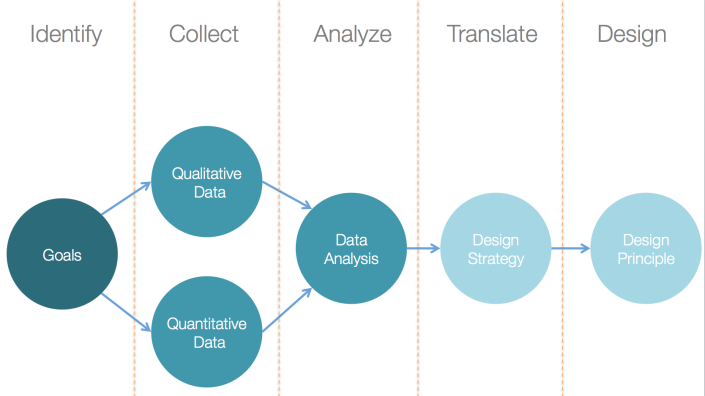 Identify
Collect
Analyze
Translate
Design
Goals
Qualitative
Data
Quantitative
Data
Data
Analysis
Design
Strategy
Design
Principle